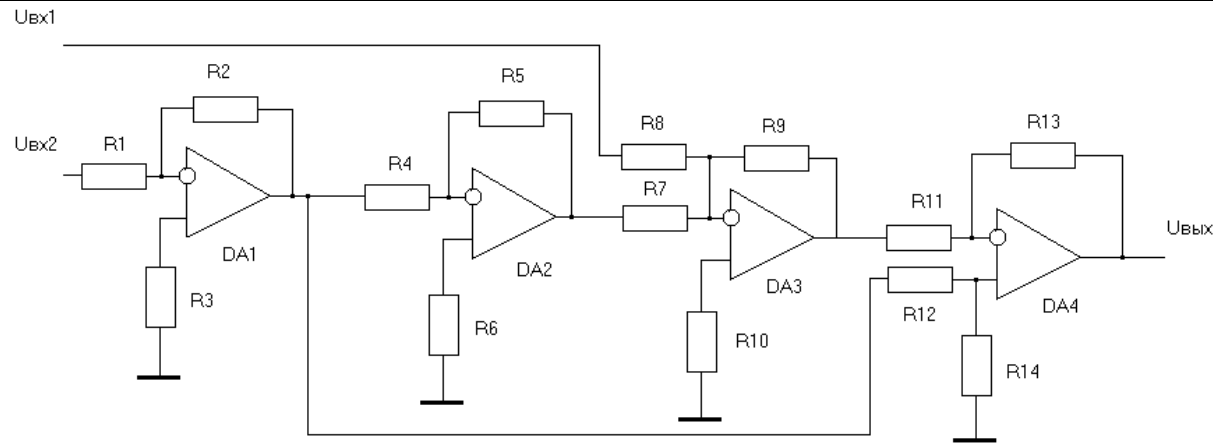 Uвх1
R2
R5
Uвх2
R1
R4
R8
R9
R13
R7
R11
DA1
DA2
DA3
R12
DA4
Uвых
R3
R6
R10
R14